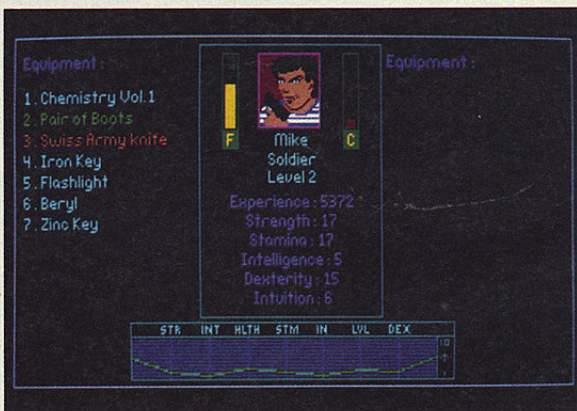 Equipment :
1. Chemistry Vol.1
2. Pair of Boots
3. Swiss Army knife
4. Iron Key
5. Flashlight
6. Beryl
7. Zinc Key
F
C
Mike
Soldier
Level 2
Experience : 5372
Strength : 17
Stamina : 17
Intelligence : 5
Dexterity : 15
Intuition : 6
Equipment :
STR INT HLTH STM IN LVL DEX
10